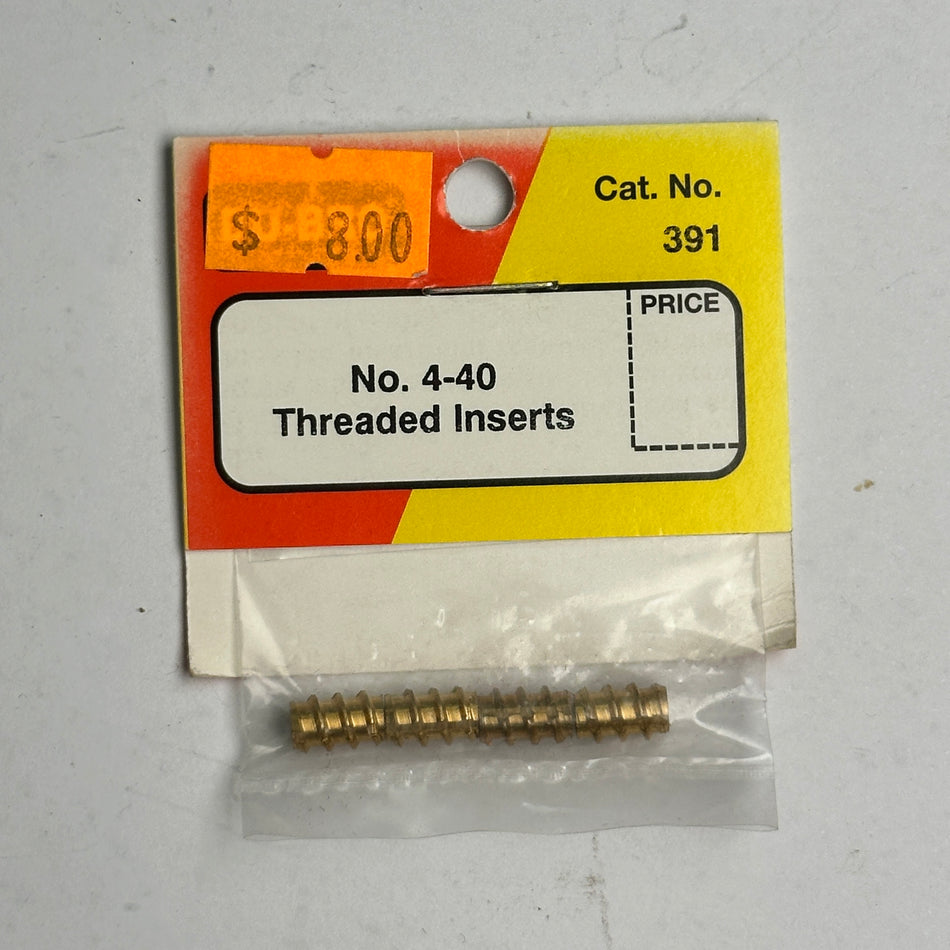 $ 8.00
Cat. No.
391
PRICE
No. 4-40
Threaded Inserts